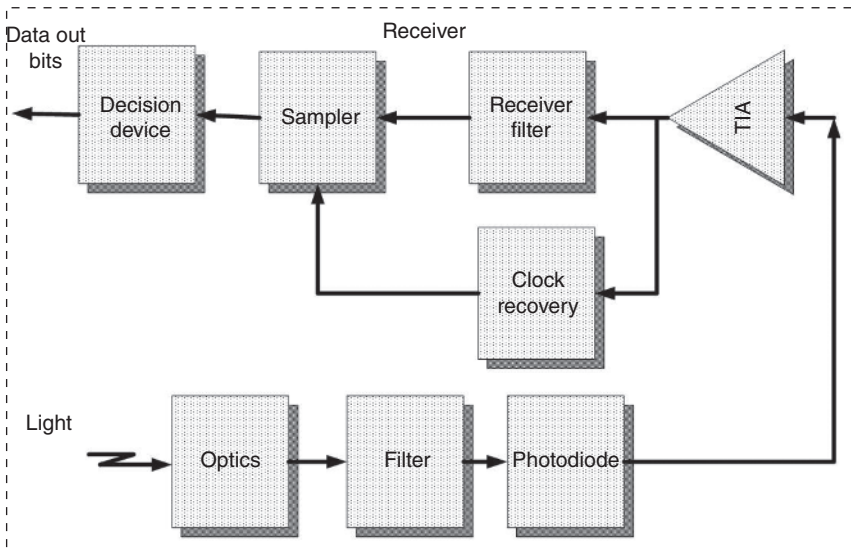 Receiver
Data out
bits
Decision
device
Sampler
Receiver
filter
TIA
Clock
recovery
Light
Optics
Filter
Photodiode